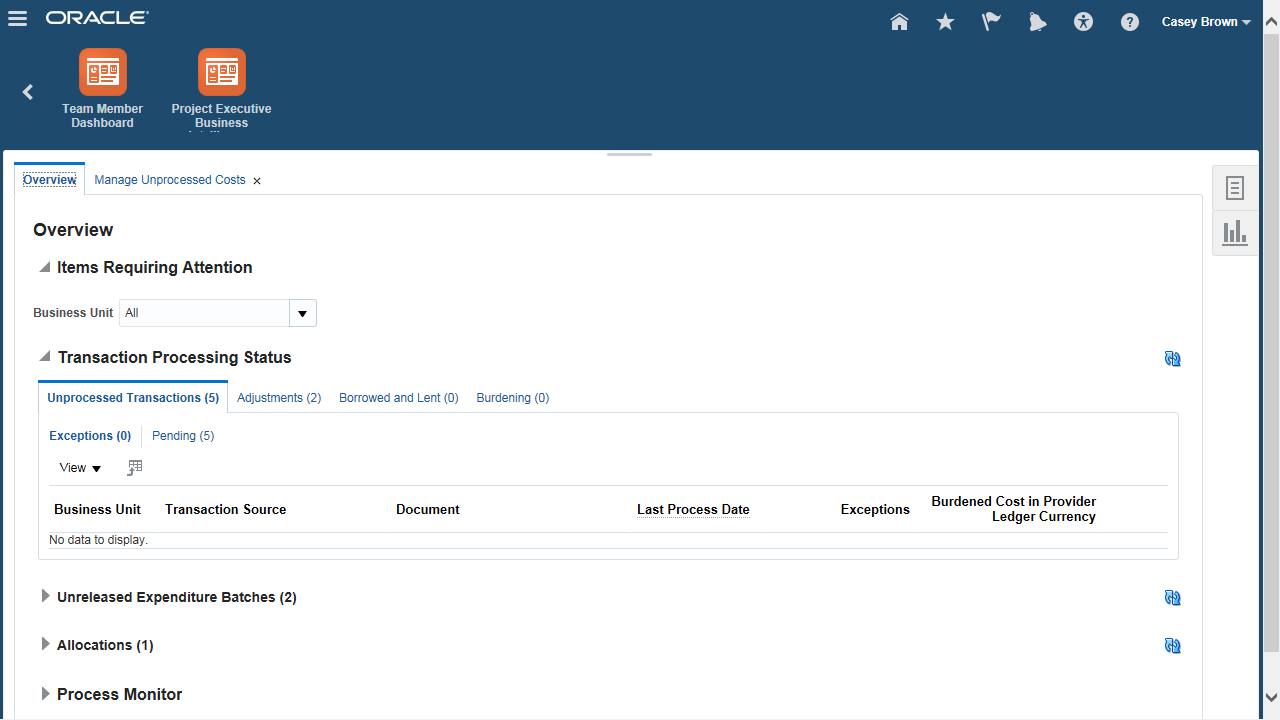 ORACLE
Casey Brown
Team Member
Dashboard
Project Executive
Business
Overview
Manage Unprocessed Costs
Overview
Items Requiring Attention
Business Unit All
Transaction Processing Status
Unprocessed Transactions (5) Adjustments (2) Borrowed and Lent (0) Burdening (0)
Exceptions (0) Pending (5)
View
Business Unit Transaction Source Document Last Process Date Exceptions Burdened Cost in Provider
Ledger Currency
No data to display.
Unreleased Expenditure Batches (2)
Allocations (1)
Process Monitor